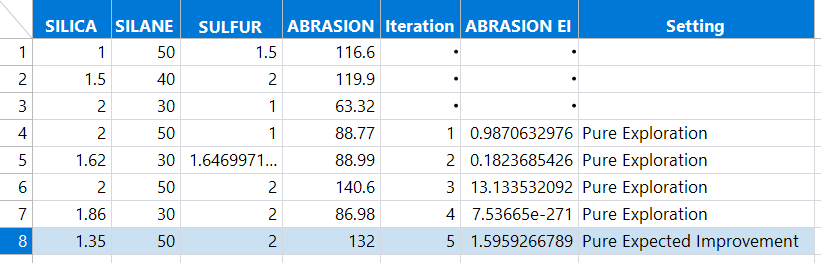 SILICA SILANE SULFUR ABRASION Iteration ABRASION EI Setting
1 1 50 1.5 116.6 • •
2 1.5 40 2 119.9 • •
3 2 30 1 63.32 • •
4 2 50 1 88.77 1 0.9870632976 Pure Exploration
5 1.62 30 1.6469971... 88.99 2 0.1823685426 Pure Exploration
6 2 50 2 140.6 3 13.133532092 Pure Exploration
7 1.86 30 2 86.98 4 7.53665e-271 Pure Exploration
8 1.35 50 2 132 5 1.5959266789 Pure Expected Improvement